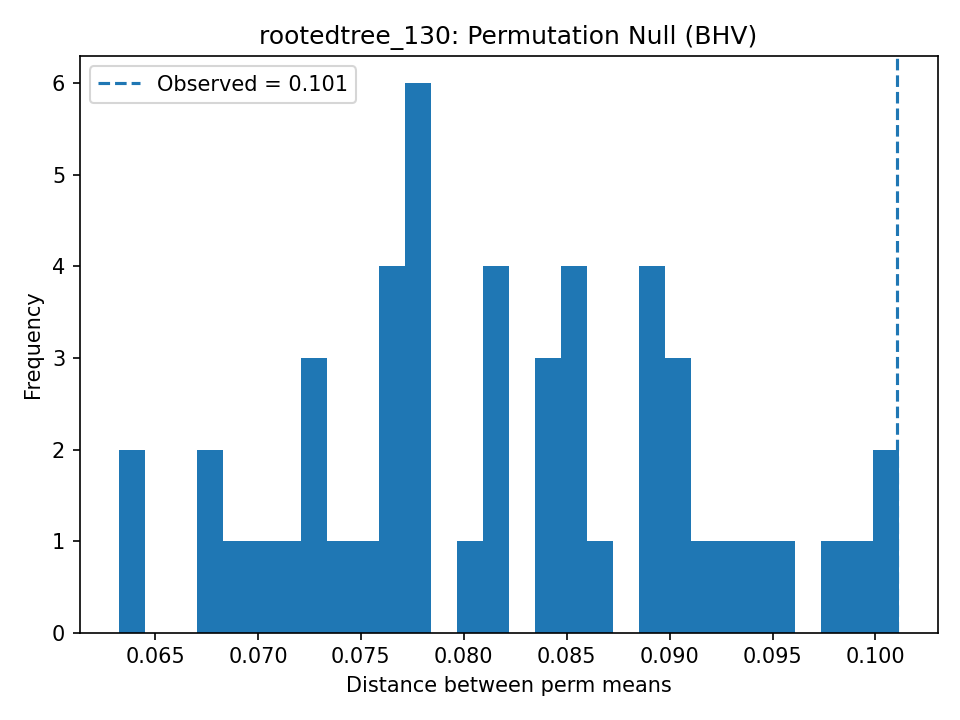 rootedtree_130: Permutation Null (BHV)
Observed = 0.101
6
5
4
3
2
1
0
Frequency
0.065 0.070 0.075 0.080 0.085 0.090 0.095 0.100
Distance between perm means